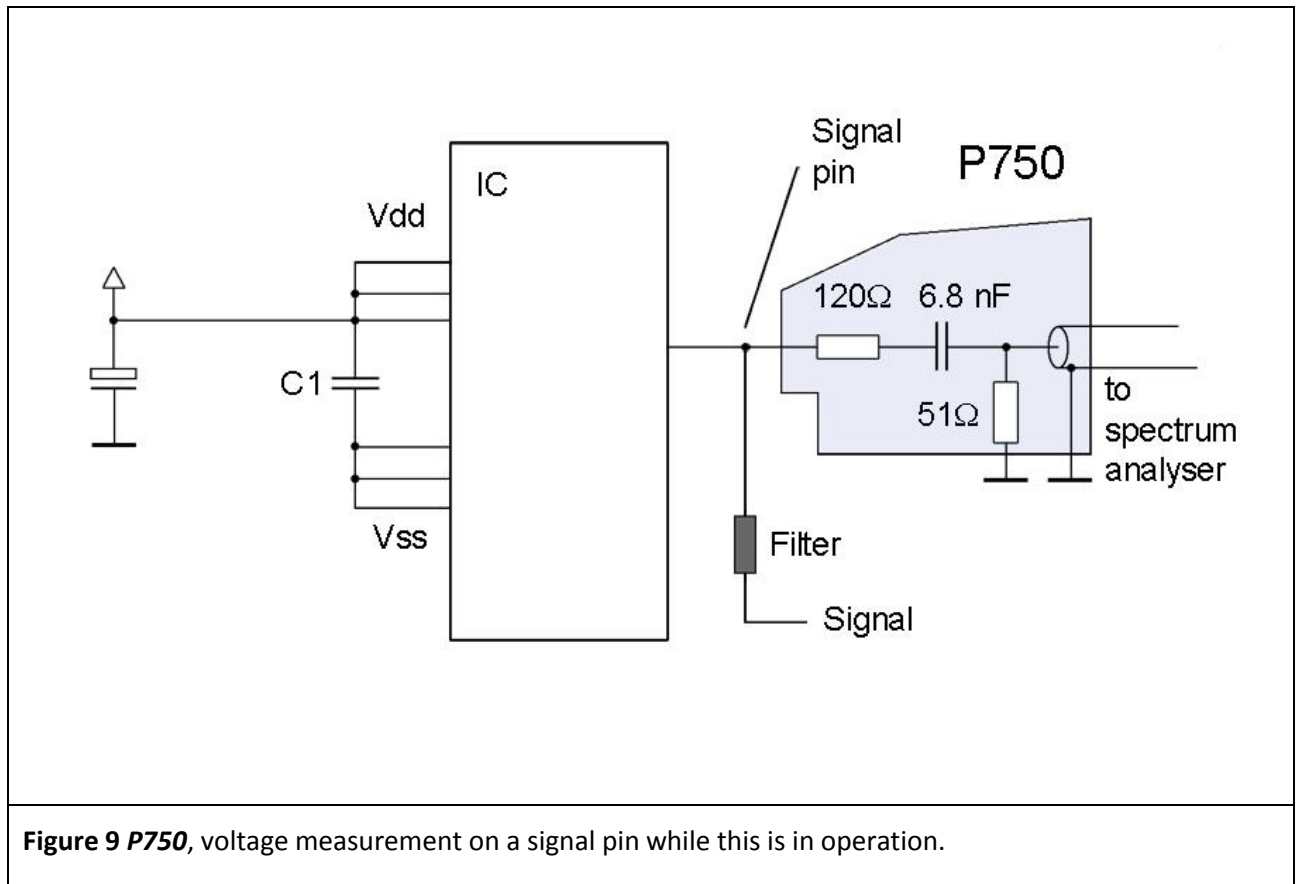 Signal
pin
P750
IC
Vdd
120Ω 6.8 nF
C1
51Ω
to
spectrum
analyser
Vss
Filter
Signal
Figure 9 P750, voltage measurement on a signal pin while this is in operation.